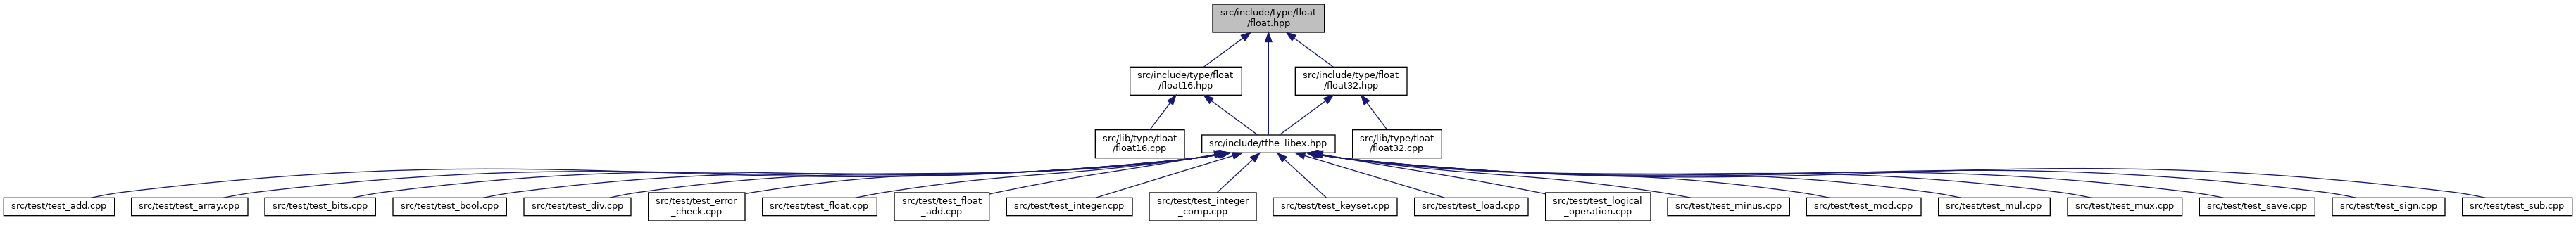 src/include/type/float
/float.hpp
src/include/type/float
/float16.hpp
src/include/type/float
/float32.hpp
src/lib/type/float
/float16.cpp
src/include/tfhe_libex.hpp
src/lib/type/float
/float32.cpp
src/test/test_add.cpp
src/test/test_array.cpp
src/test/test_bits.cpp
src/test/test_bool.cpp
src/test/test_div.cpp
src/test/test_error
_check.cpp
src/test/test_float.cpp
src/test/test_float
_add.cpp
src/test/test_integer.cpp
src/test/test_integer
_comp.cpp
src/test/test_keyset.cpp
src/test/test_load.cpp
src/test/test_logical
_operation.cpp
src/test/test_minus.cpp
src/test/test_mod.cpp
src/test/test_mul.cpp
src/test/test_mux.cpp
src/test/test_save.cpp
src/test/test_sign.cpp
src/test/test_sub.cpp